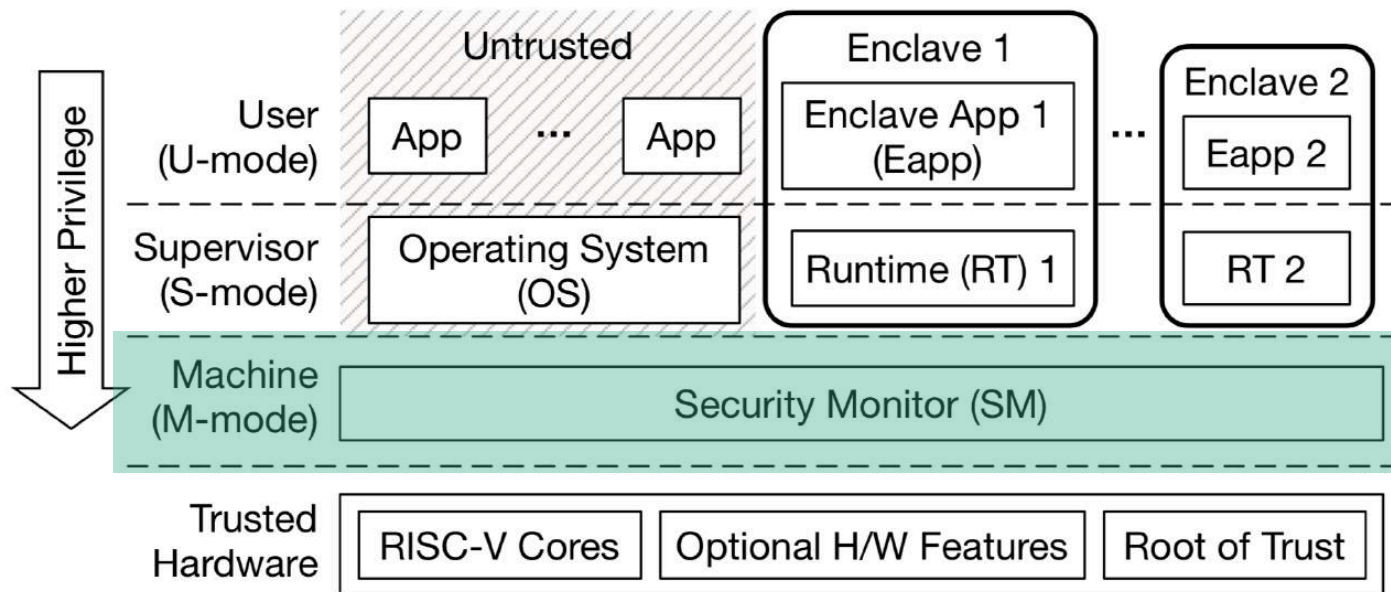 Higher Privilege
Untrusted
Enclave 1
Enclave 2
User
(U-mode)
App
...
App
Enclave App 1
(Eapp)
...
Eapp 2
Supervisor
(S-mode)
Operating System
(OS)
Runtime (RT) 1
RT 2
Machine
(M-mode)
Security Monitor (SM)
Trusted
Hardware
RISC-V Cores
Optional H/W Features
Root of Trust